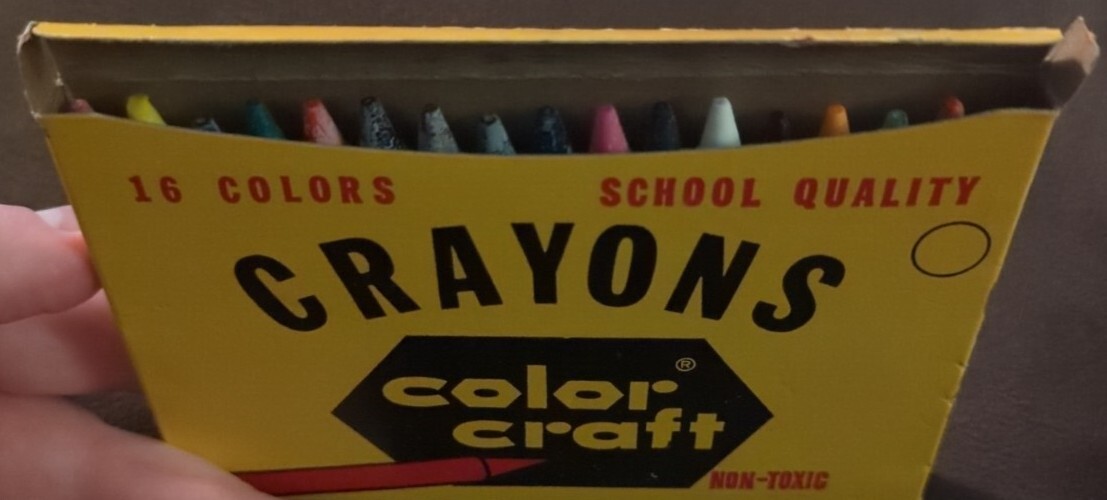 16 COLORS SCHOOL QUALITY
CRAYONS
color®
craft
NON-TOXIC